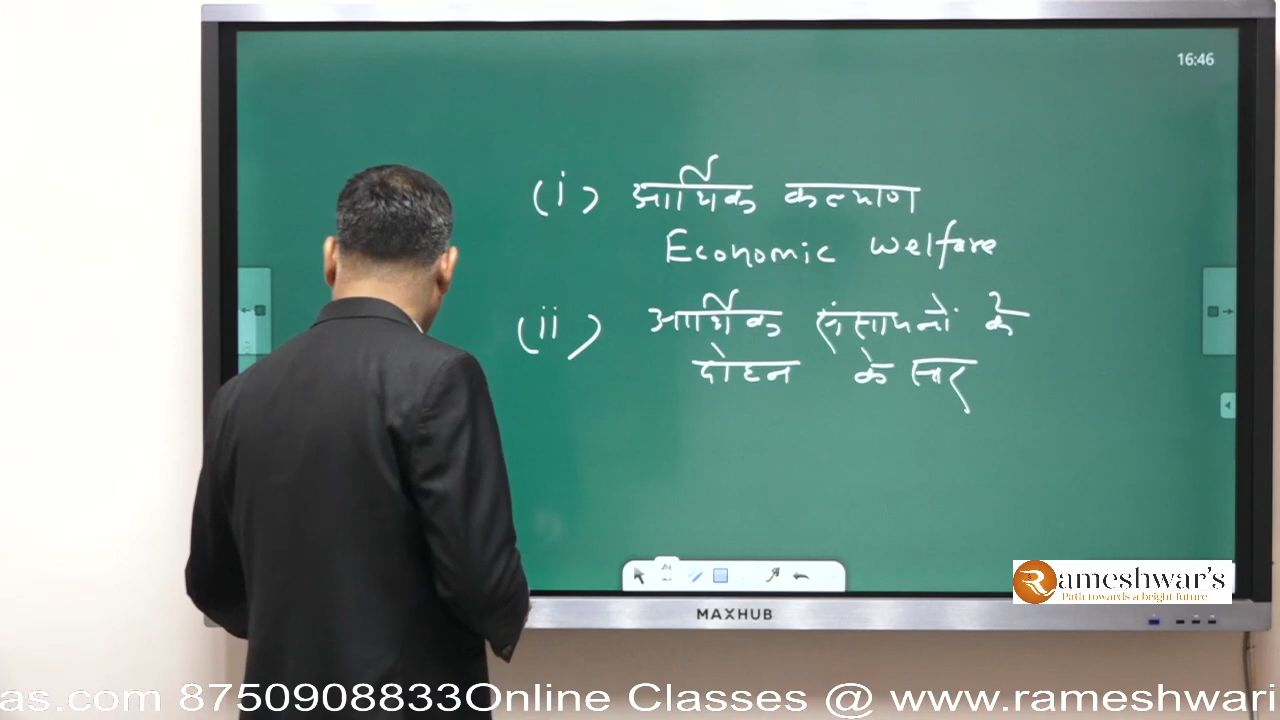 16:46
(i) आर्थिक कल्याण
Economic Welfare
(ii) आर्थिक संसाधनों के
दोहन के
MAXHUB
Rameshwar's
Path towards a bright future
as.com 8750908833Online Classes @ www.rameshwari